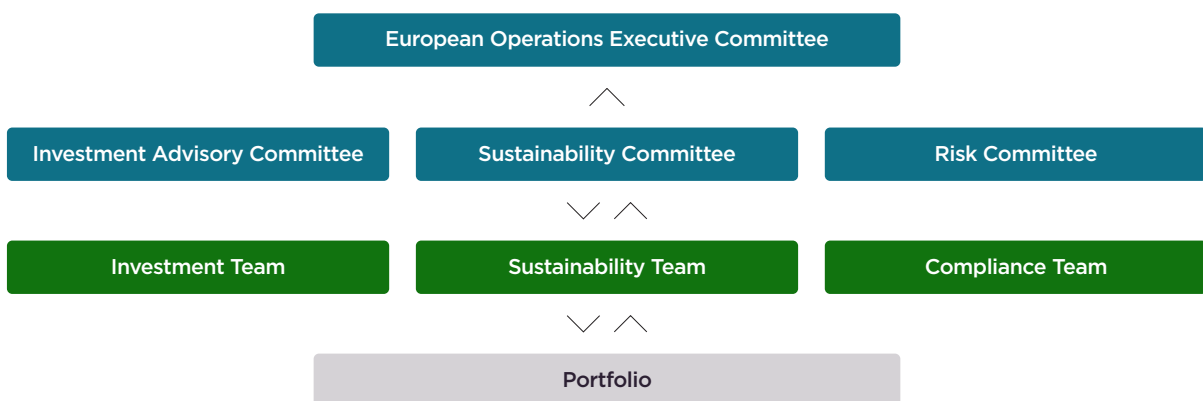 European Operations Executive Committee
Investment Advisory Committee
Sustainability Committee
Risk Committee
Investment Team
Sustainability Team
Compliance Team
Portfolio